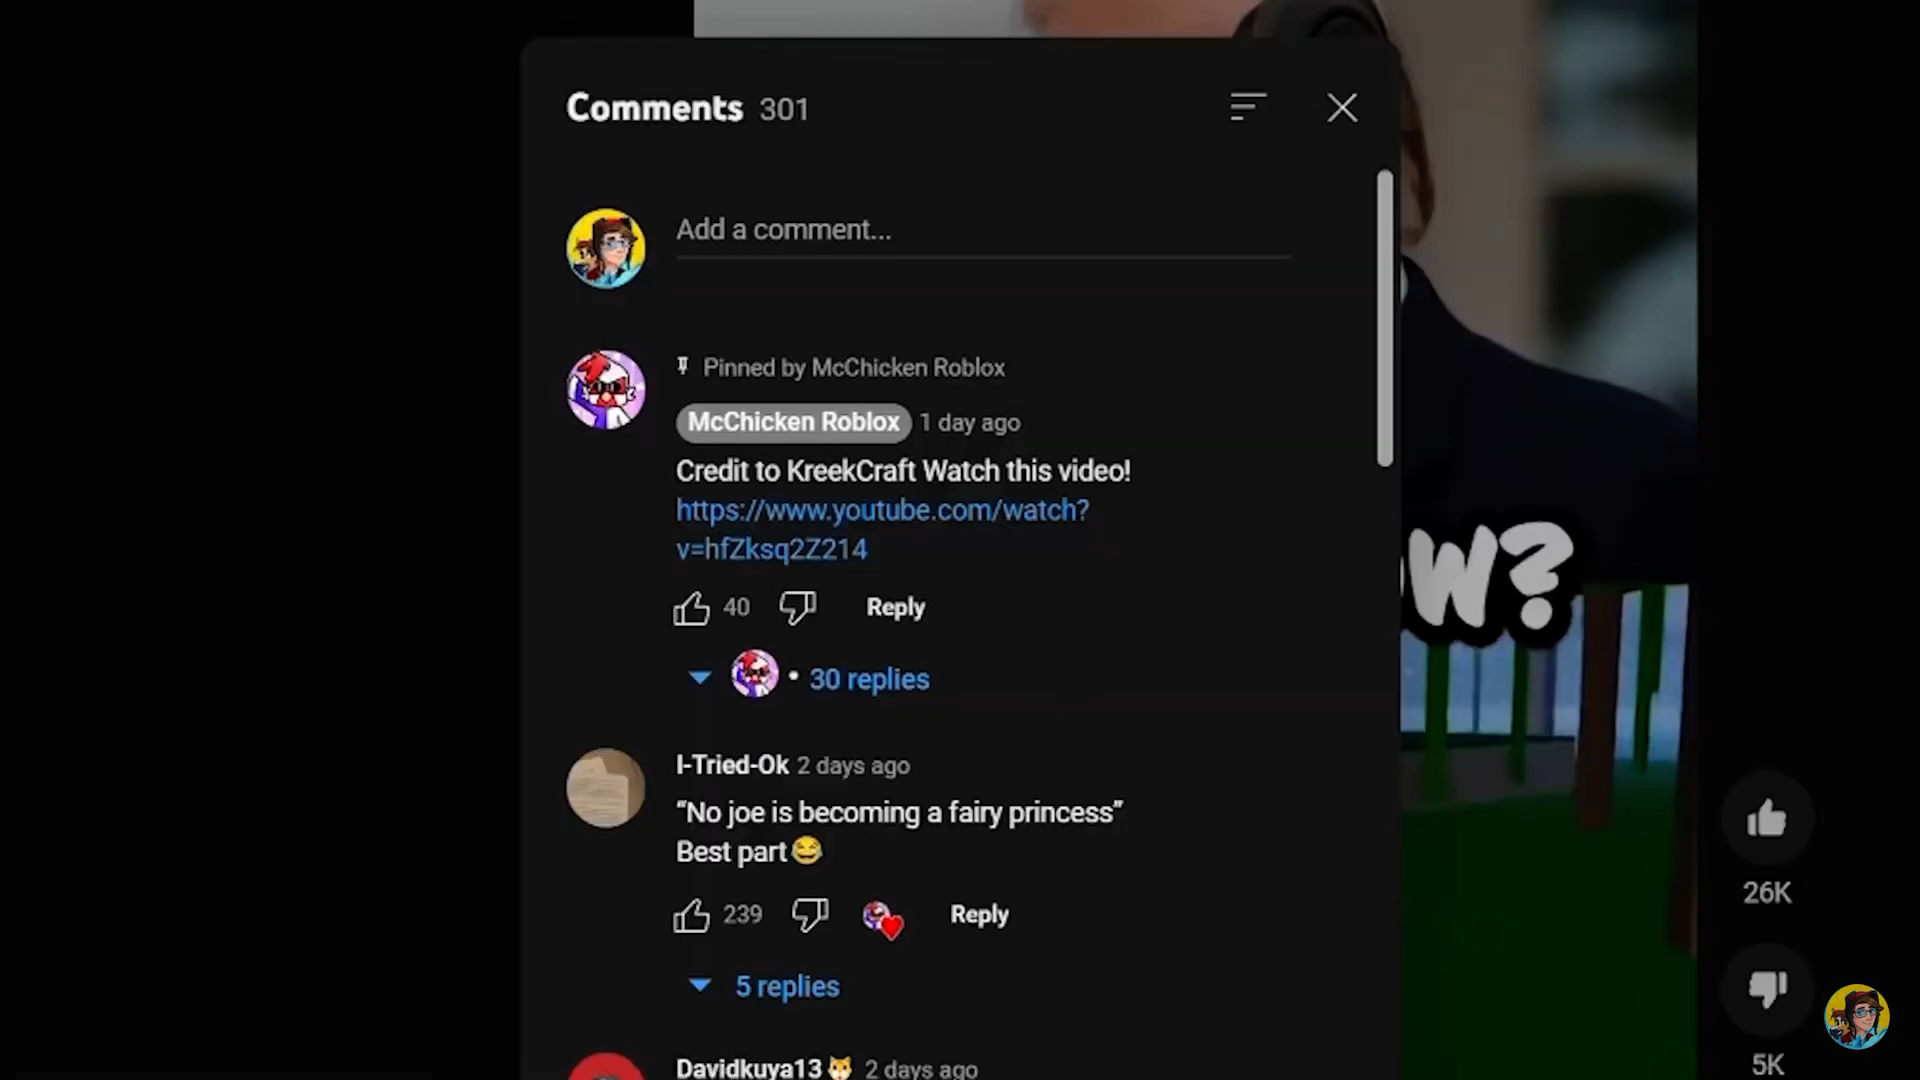 Comments 301
Add a comment...
Pinned by McChicken Roblox
McChicken Roblox 1 day ago
Credit to KreekCraft Watch this video!
https://www.youtube.com/watch?
v=hfZksq2Z214
40 Reply
• 30 replies
I-Tried-Ok 2 days ago
“No joe is becoming a fairy princess”
Best part😂
239 Reply
5 replies
Davidkuya13🐱 2 days ago
W?
26K
5K